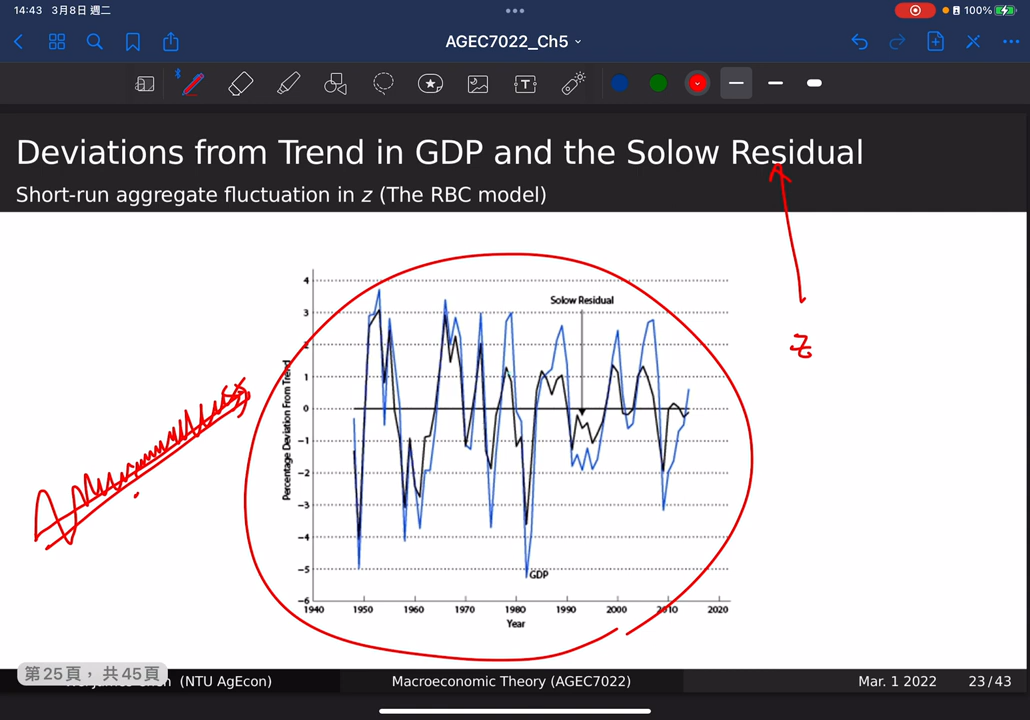 14:43 3月8日 週二
100%
AGEC7022_Ch5
Deviations from Trend in GDP and the Solow Residual
Short-run aggregate fluctuation in z (The RBC model)
z
Solow Residual
Percentage Deviation From Trend
4
3
2
1
0
−1
−2
−3
−4
−5
−6
GDP
1940 1950 1960 1970 1980 1990 2000 2010 2020
Year
第25頁，共45頁
(NTU AgEcon) Macroeconomic Theory (AGEC7022) Mar. 1 2022 23 / 43